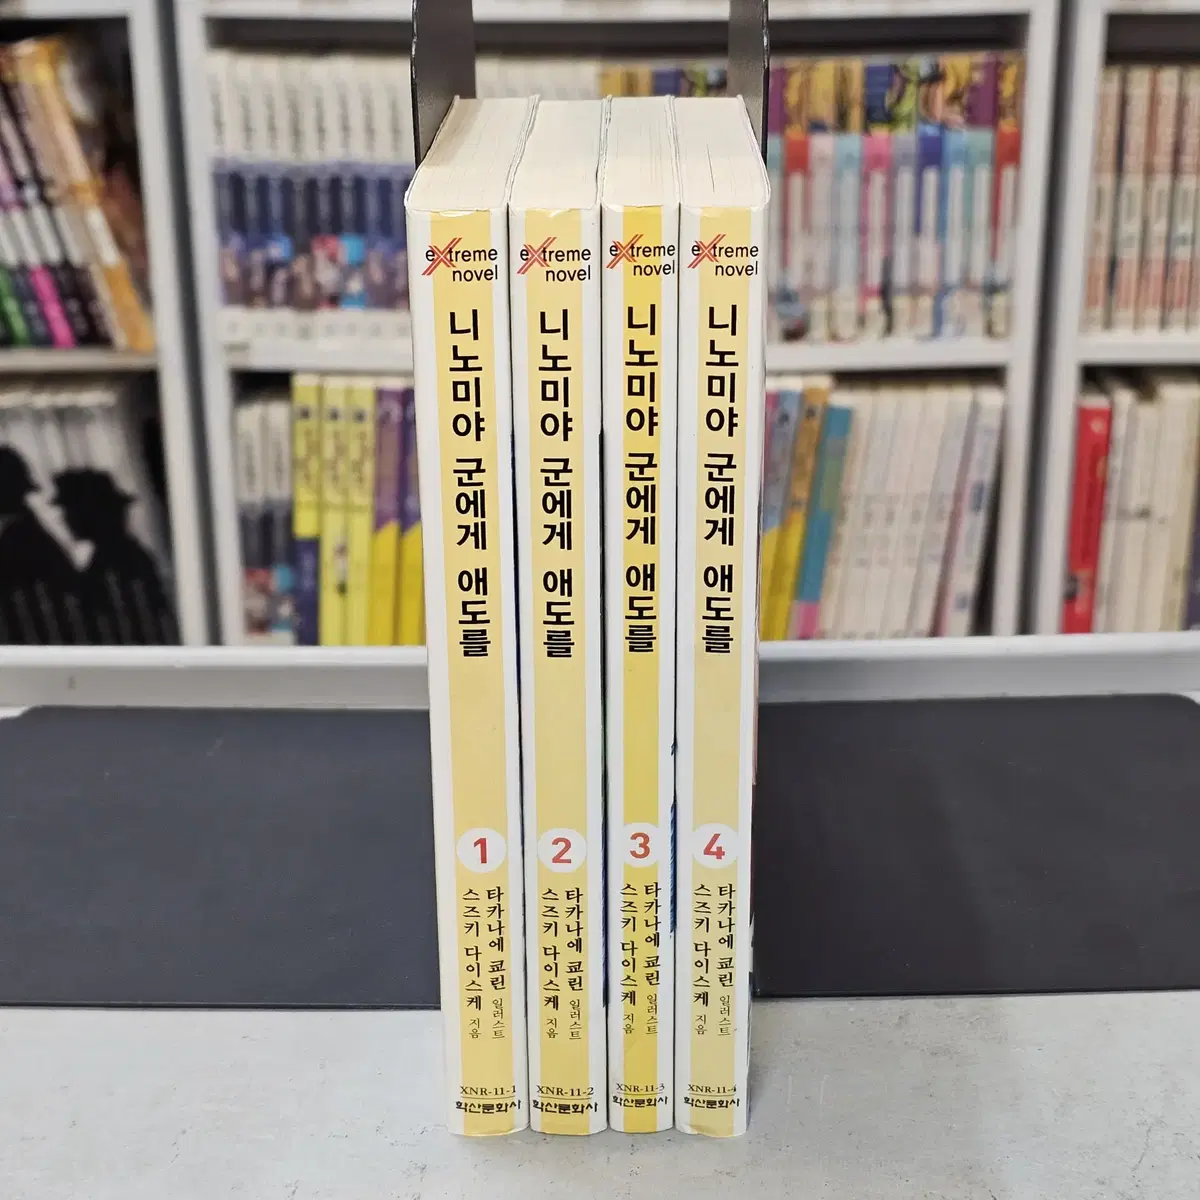 eXtreme
novel
니노미야 군에게 애도를
1
타카나에 쿄린 일러스트
스즈키 다이스케 지음
XNR-11-1
학산문화사
eXtreme
novel
니노미야 군에게 애도를
2
타카나에 쿄린 일러스트
스즈키 다이스케 지음
XNR-11-2
학산문화사
eXtreme
novel
니노미야 군에게 애도를
3
타카나에 쿄린 일러스트
스즈키 다이스케 지음
XNR-11-3
학산문화사
eXtreme
novel
니노미야 군에게 애도를
4
타카나에 쿄린 일러스트
스즈키 다이스케 지음
XNR-11-4
학산문화사